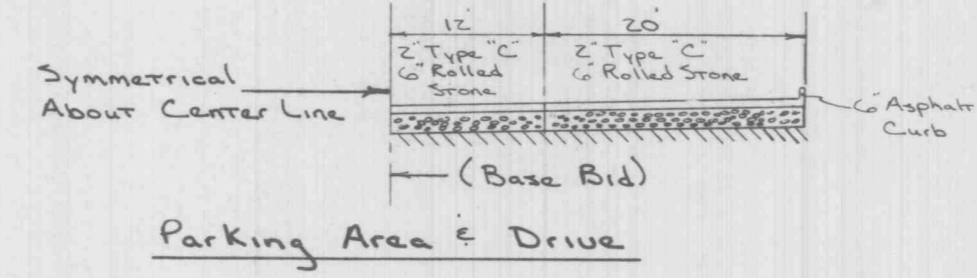 12' 20'
2" Type "C" 2" Type "C"
6" Rolled 6" Rolled Stone
Stone
Symmetrical
About Center Line
6" Asphalt
Curb
(Base Bid)
Parking Area & Drive